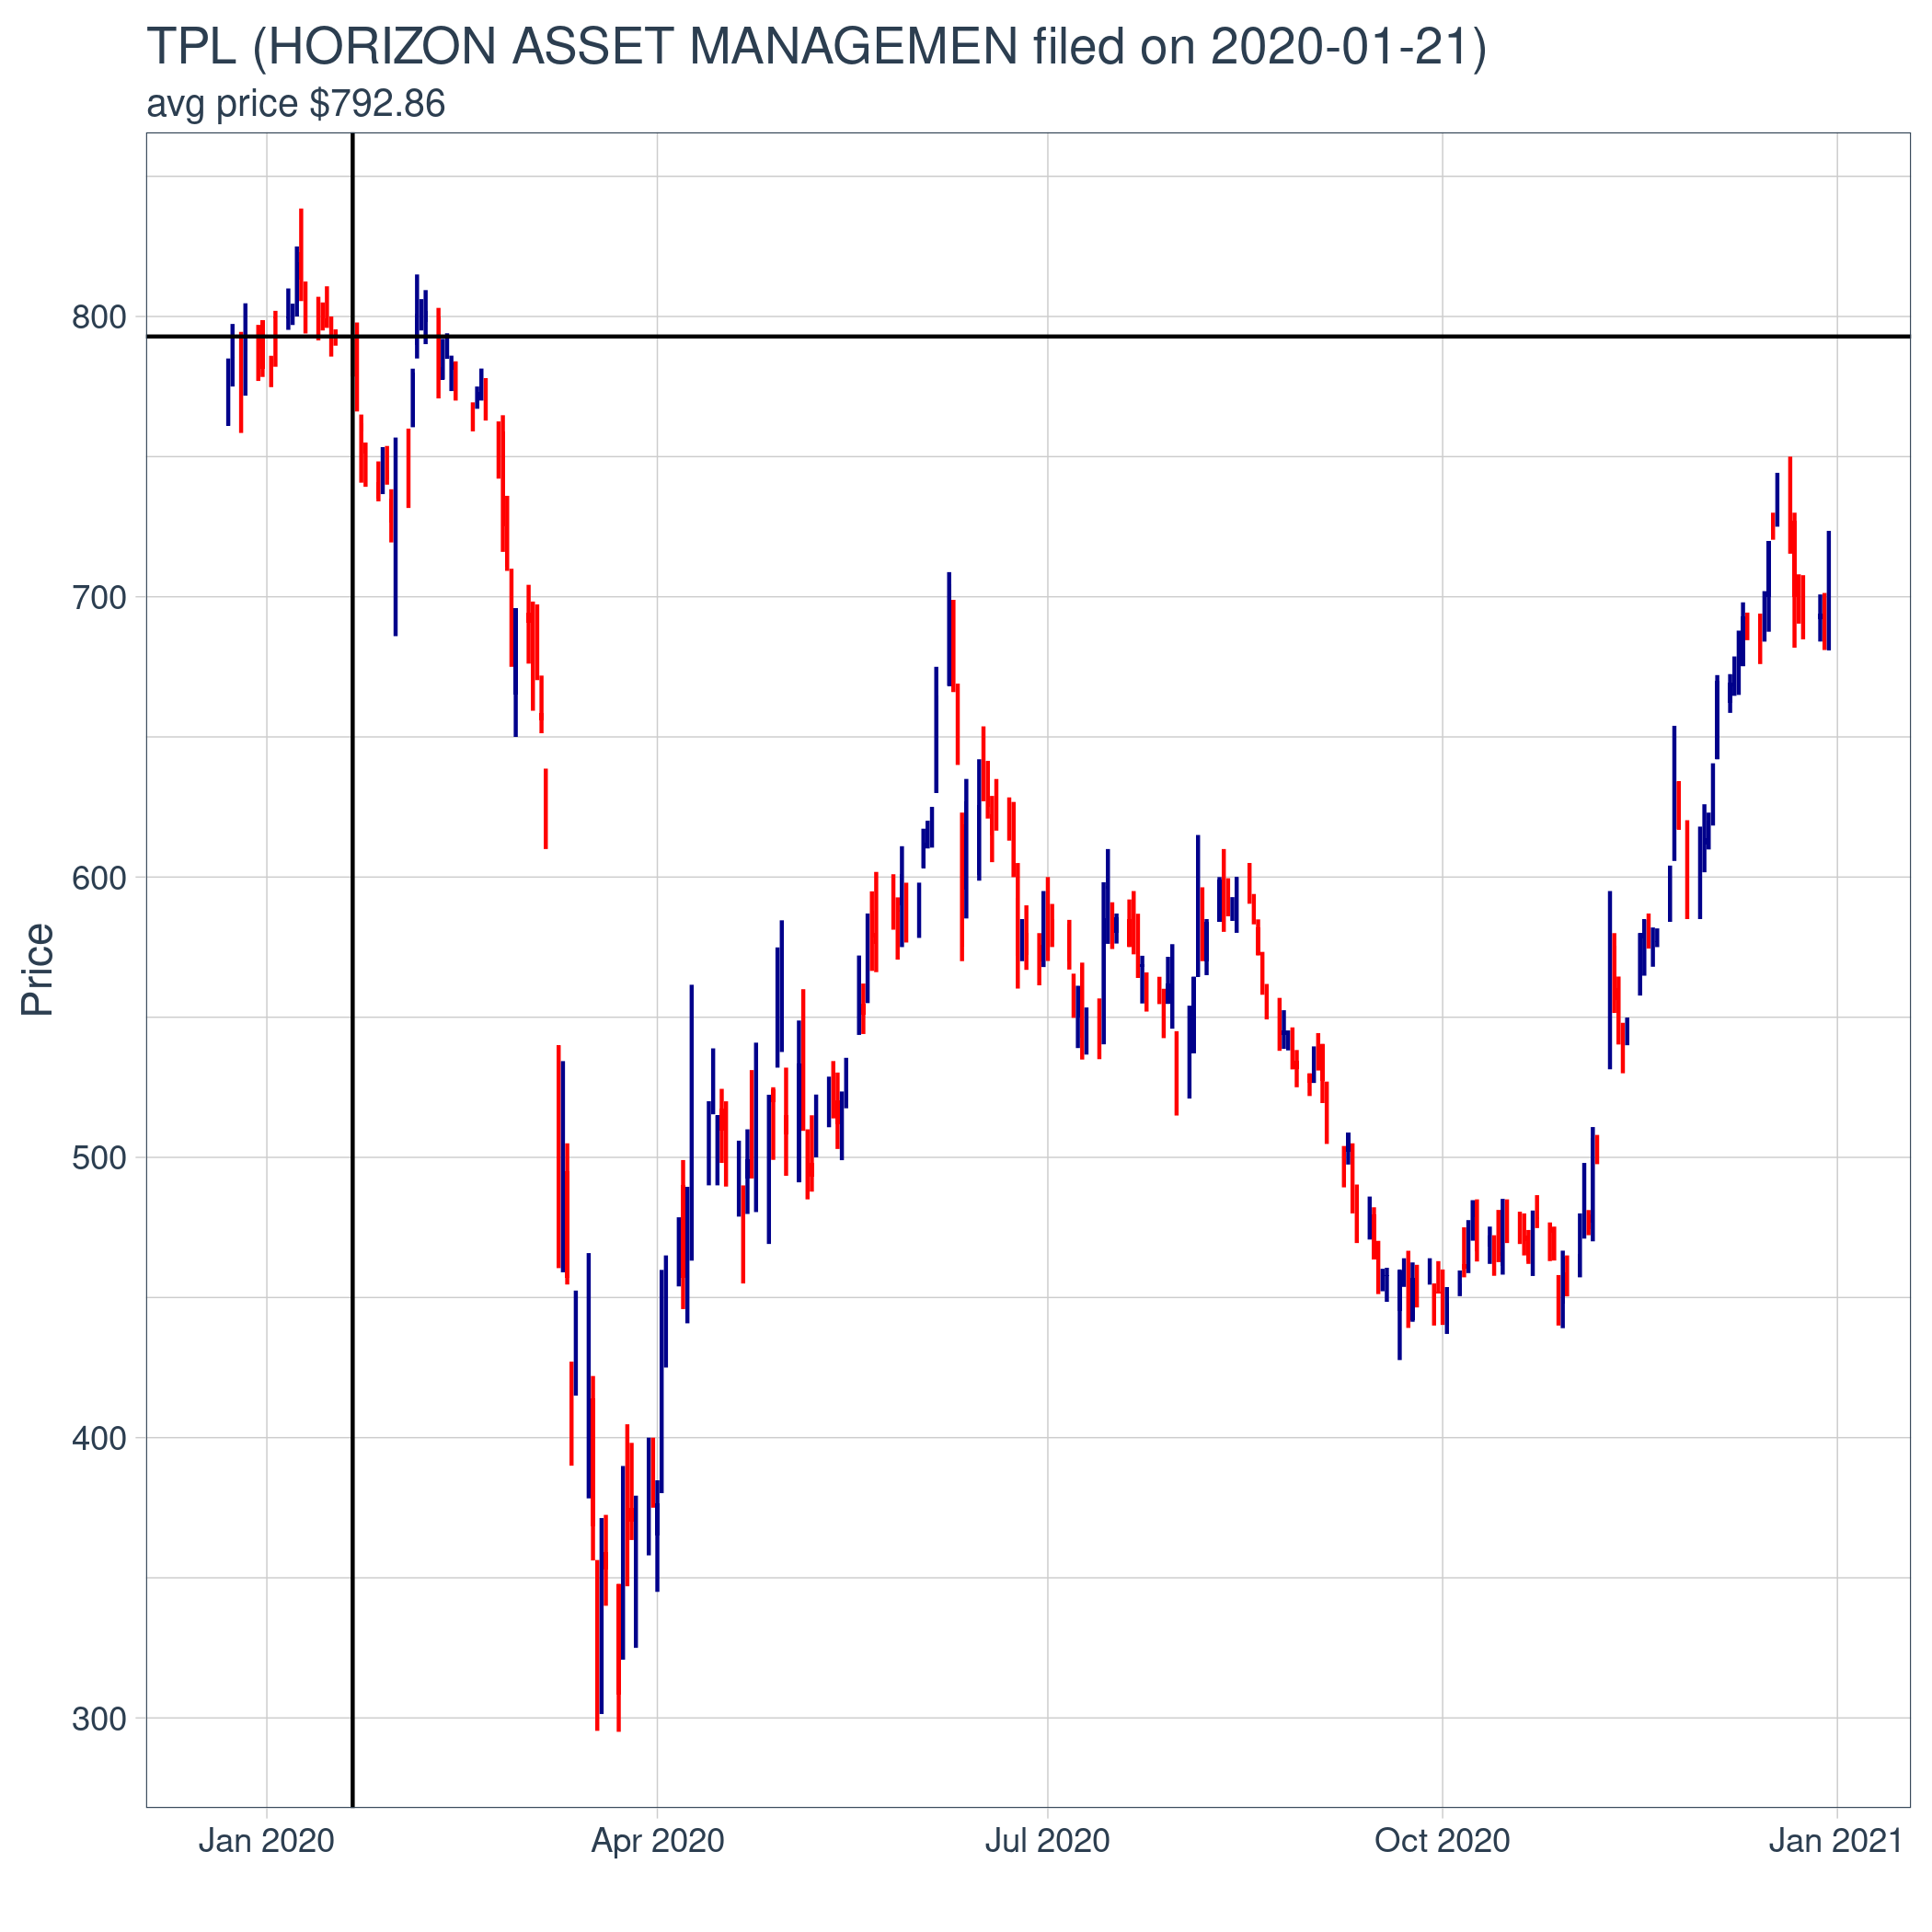 TPL (HORIZON ASSET MANAGEMEN filed on 2020-01-21)
avg price $792.86
800
700
600
500
400
300
Price
Jan 2020
Apr 2020
Jul 2020
Oct 2020
Jan 2021